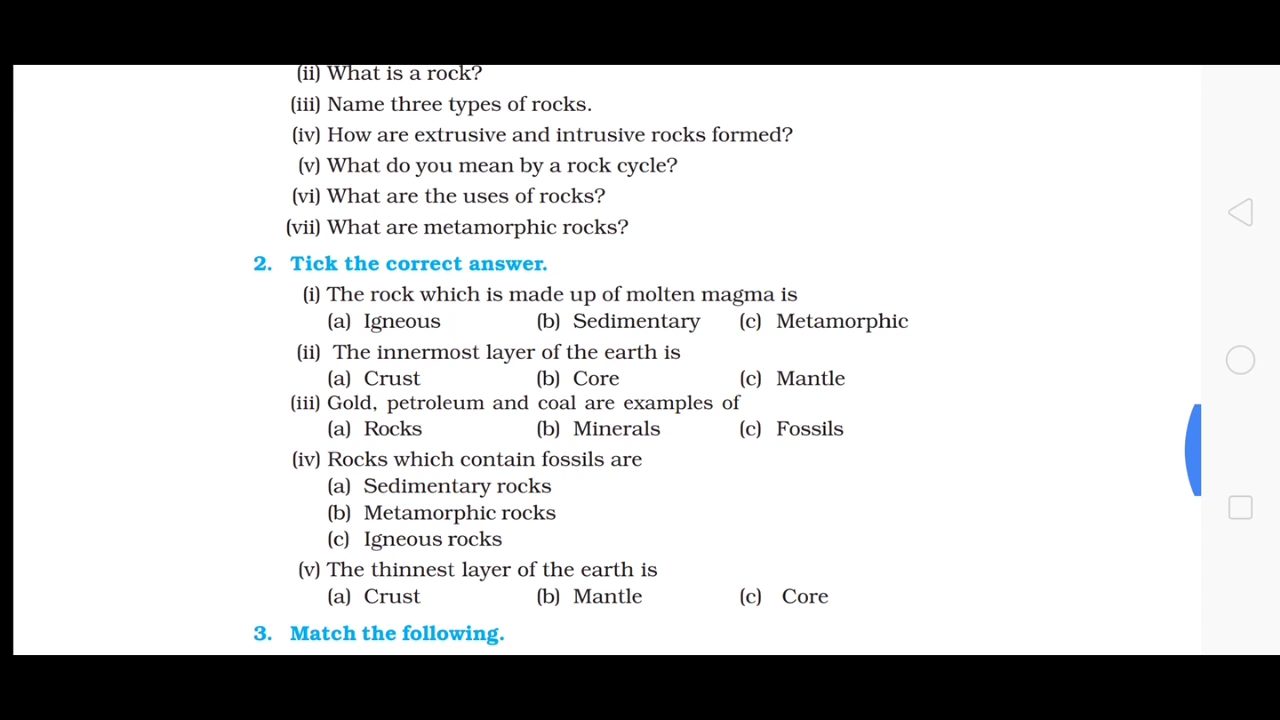 (ii) What is a rock?
(iii) Name three types of rocks.
(iv) How are extrusive and intrusive rocks formed?
(v) What do you mean by a rock cycle?
(vi) What are the uses of rocks?
(vii) What are metamorphic rocks?
2. Tick the correct answer.
(i) The rock which is made up of molten magma is
(a) Igneous (b) Sedimentary (c) Metamorphic
(ii) The innermost layer of the earth is
(a) Crust (b) Core (c) Mantle
(iii) Gold, petroleum and coal are examples of
(a) Rocks (b) Minerals (c) Fossils
(iv) Rocks which contain fossils are
(a) Sedimentary rocks
(b) Metamorphic rocks
(c) Igneous rocks
(v) The thinnest layer of the earth is
(a) Crust (b) Mantle (c) Core
3. Match the following.